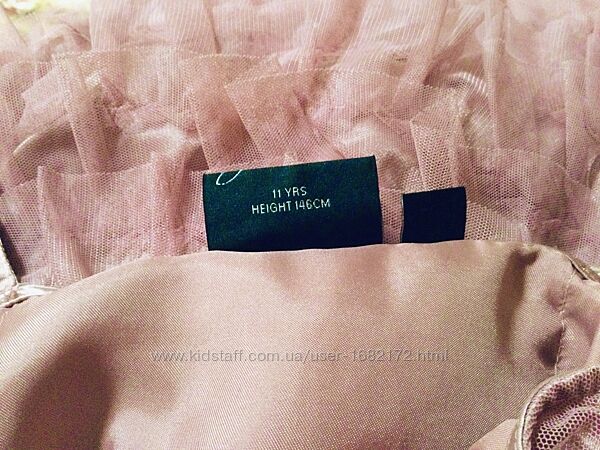 11 YRS
HEIGHT 146CM
www.kidstaff.com.ua/user-1682172.html